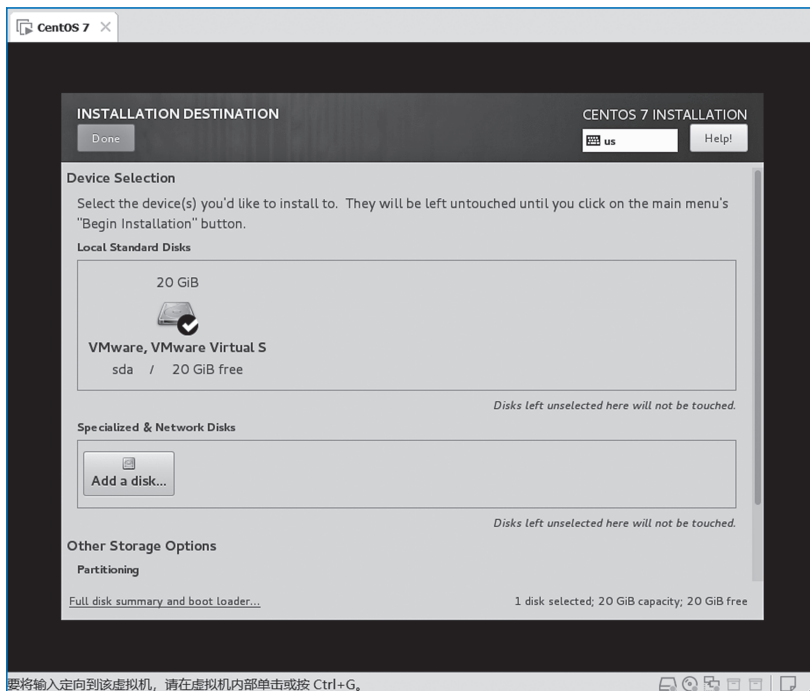 CentOS 7
INSTALLATION DESTINATION
CENTOS 7 INSTALLATION
Done
us
Help!
Device Selection
Select the device(s) you'd like to install to. They will be left untouched until you click on the main menu's
"Begin Installation" button.
Local Standard Disks
20 GiB
VMware, VMware Virtual S
sda / 20 GiB free
Disks left unselected here will not be touched.
Specialized & Network Disks
Add a disk...
Disks left unselected here will not be touched.
Other Storage Options
Partitioning
Full disk summary and boot loader...
1 disk selected; 20 GiB capacity; 20 GiB free
要将输入定向到该虚拟机，请在虚拟机内部单击或按 Ctrl+G。